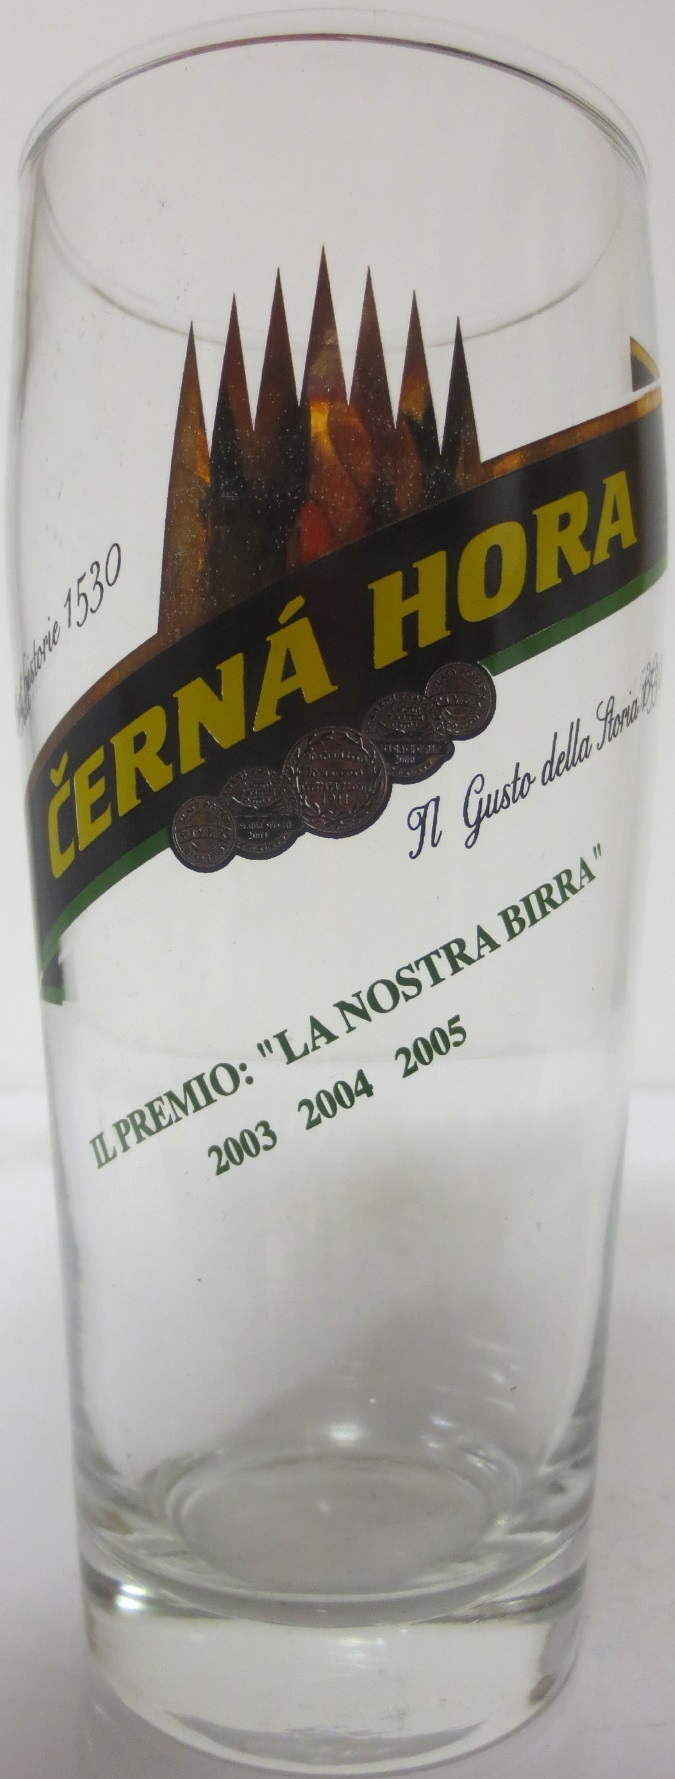 historie 1530
ČERNÁ HORA
Il Gusto della Storia
IL PREMIO: "LA NOSTRA BIRRA"
2003 2004 2005